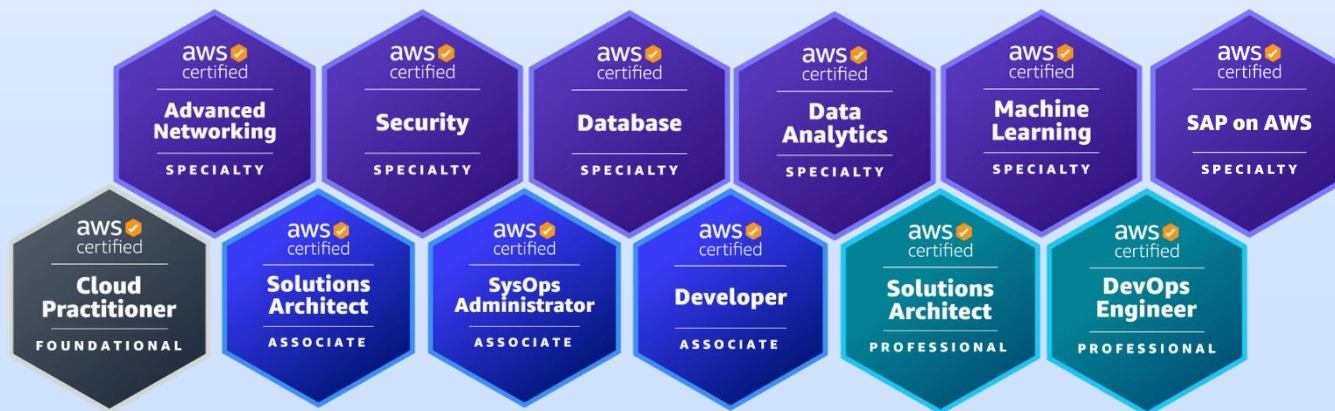 aws
certified
Advanced
Networking
SPECIALTY
aws
certified
Security
SPECIALTY
aws
certified
Database
SPECIALTY
aws
certified
Data
Analytics
SPECIALTY
aws
certified
Machine
Learning
SPECIALTY
aws
certified
SAP on AWS
SPECIALTY
aws
certified
Cloud
Practitioner
FOUNDATIONAL
aws
certified
Solutions
Architect
ASSOCIATE
aws
certified
SysOps
Administrator
ASSOCIATE
aws
certified
Developer
ASSOCIATE
aws
certified
Solutions
Architect
PROFESSIONAL
aws
certified
DevOps
Engineer
PROFESSIONAL